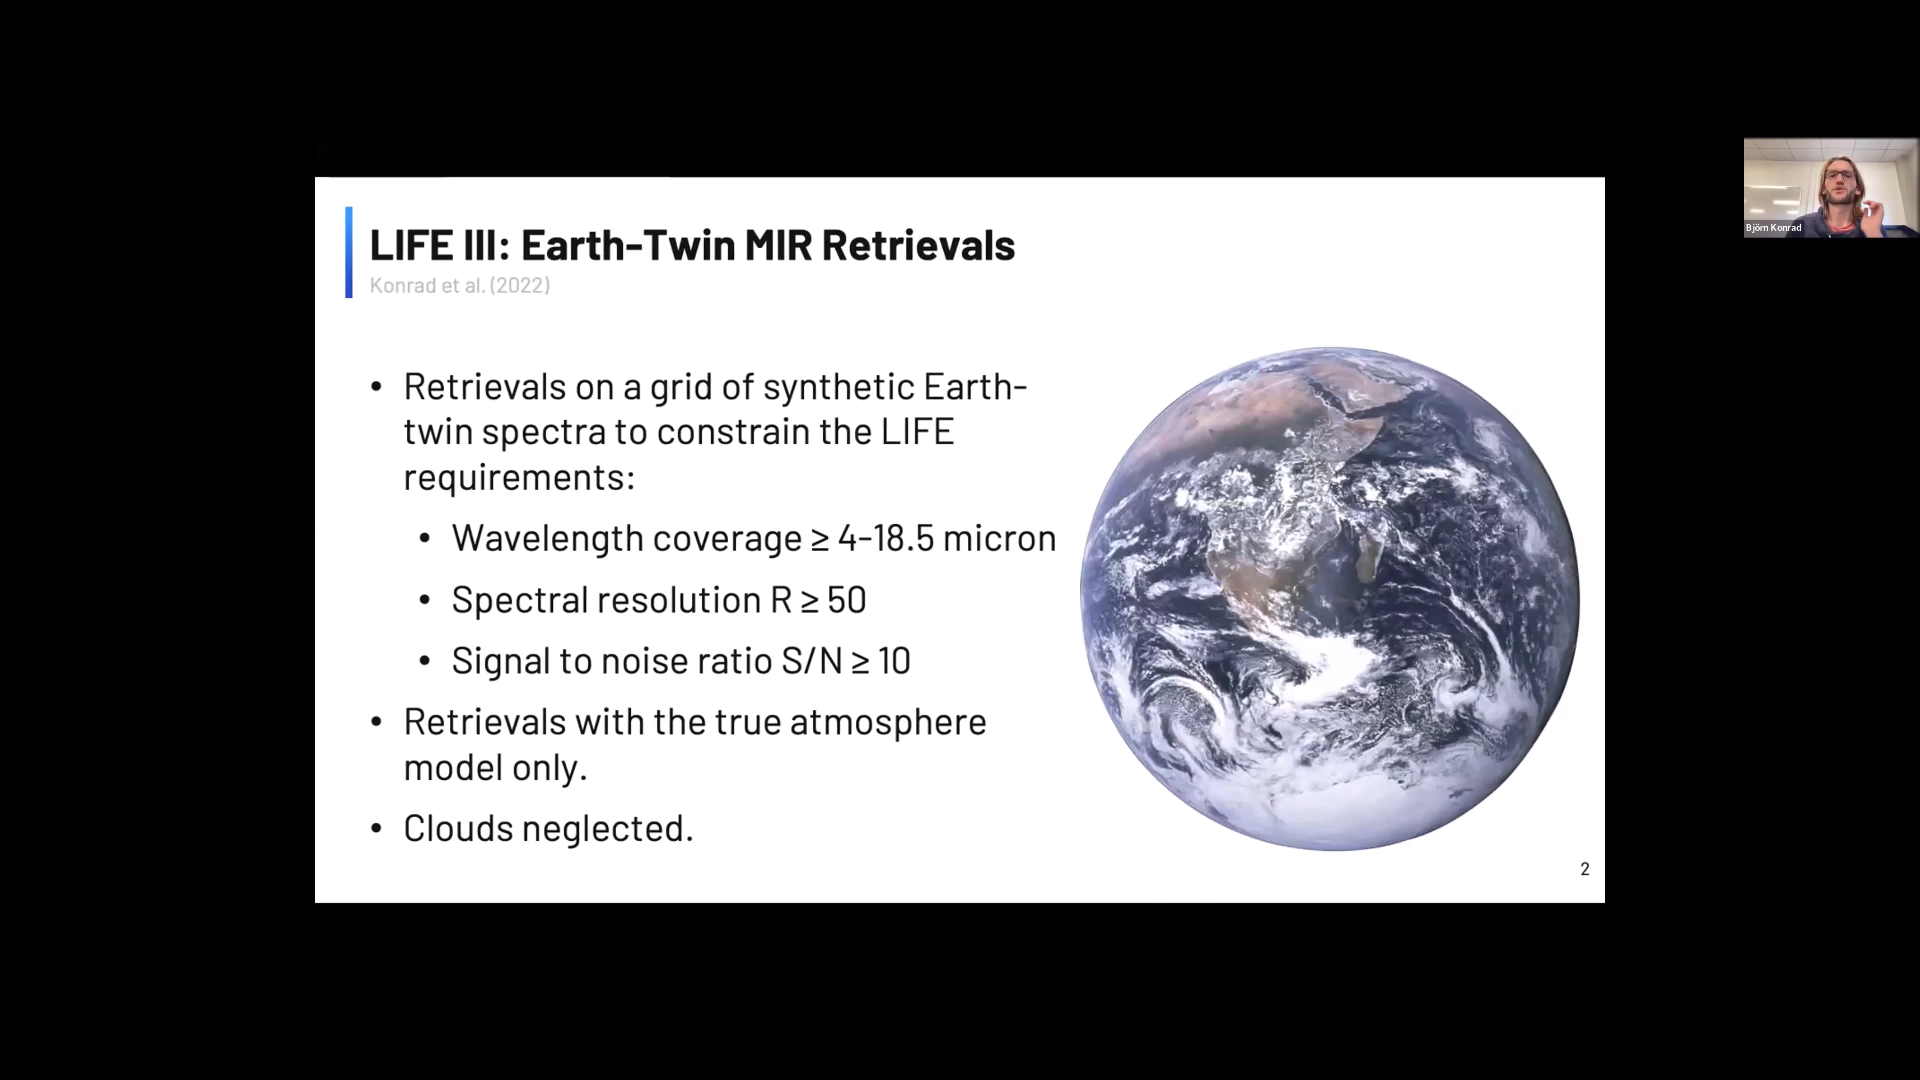 LIFE III: Earth-Twin MIR Retrievals
Konrad et al. (2022)
• Retrievals on a grid of synthetic Earth-
twin spectra to constrain the LIFE
requirements:
• Wavelength coverage ≥ 4-18.5 micron
• Spectral resolution R ≥ 50
• Signal to noise ratio S/N ≥ 10
• Retrievals with the true atmosphere
model only.
• Clouds neglected.
2
Björn Konrad